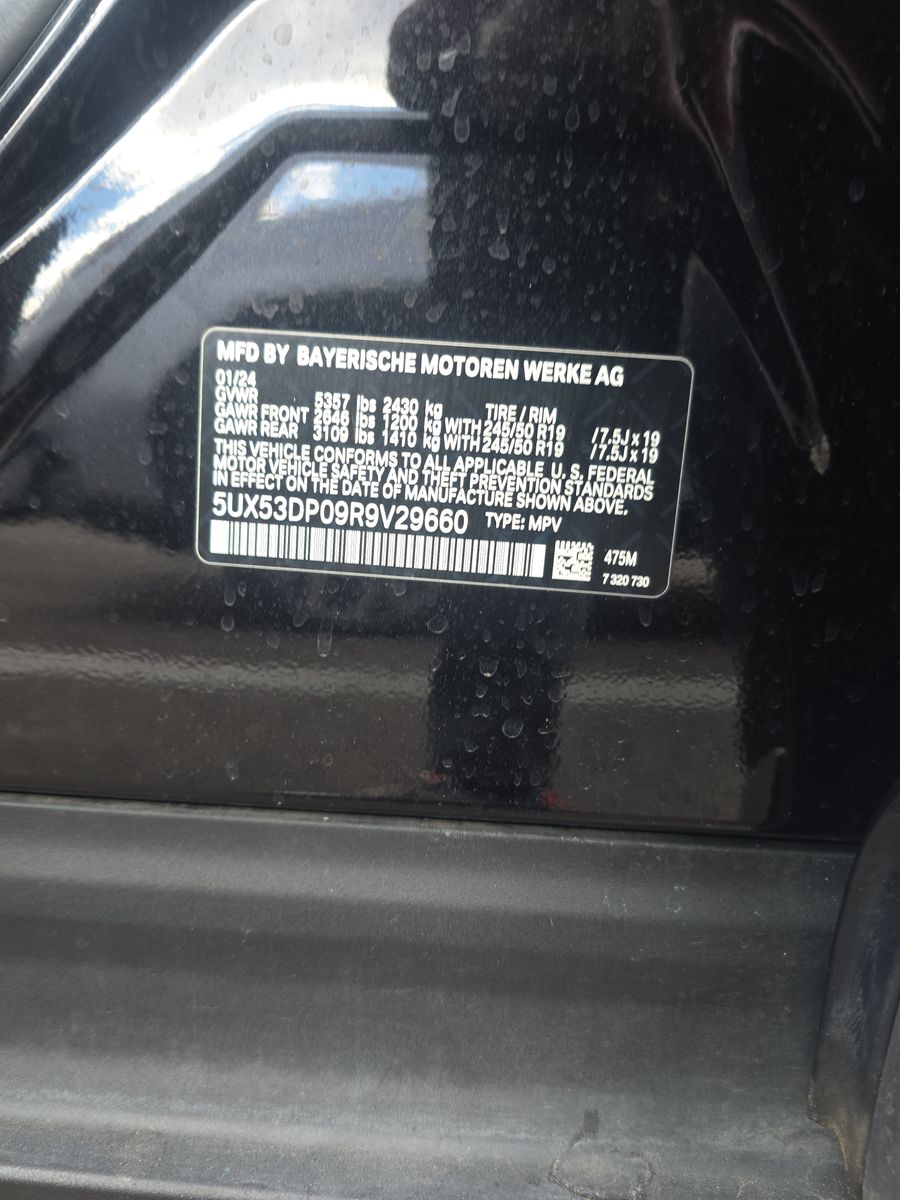 MFD BY BAYERISCHE MOTOREN WERKE AG
01/24
GVWR 5357 lbs 2430 kg TIRE / RIM
GAWR FRONT 2646 lbs 1200 kg WITH 245/50 R19 / 7.5J x 19
GAWR REAR 3109 lbs 1410 kg WITH 245/50 R19 / 7.5J x 19
THIS VEHICLE CONFORMS TO ALL APPLICABLE U. S. FEDERAL
MOTOR VEHICLE SAFETY AND THEFT PREVENTION STANDARDS
IN EFFECT ON THE DATE OF MANUFACTURE SHOWN ABOVE.
5UX53DP09R9V29660 TYPE: MPV
475M
7 320 730